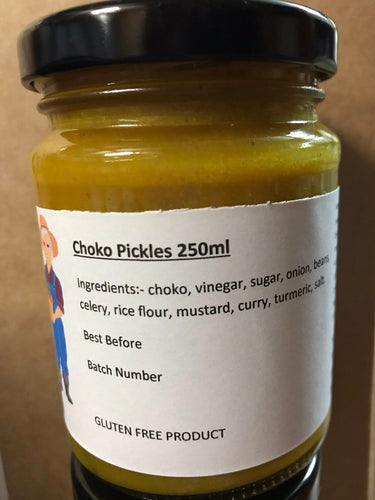 Choko Pickles 250ml
Ingredients:- choko, vinegar, sugar, onion, beans,
celery, rice flour, mustard, curry, turmeric, salt.
Best Before
Batch Number
GLUTEN FREE PRODUCT